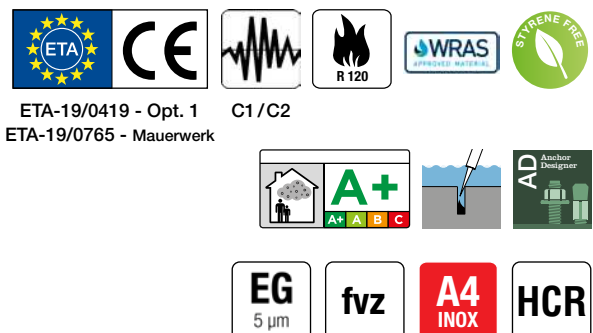 ETA
CE
R 120
WRAS
APPROVED MATERIAL
STYRENE FREE
ETA-19/0419 - Opt. 1
C1/C2
ETA-19/0765 - Mauerwerk
A+
A+ A B C
AD
Anchor
Designer
EG
5 µm
fvz
A4
INOX
HCR